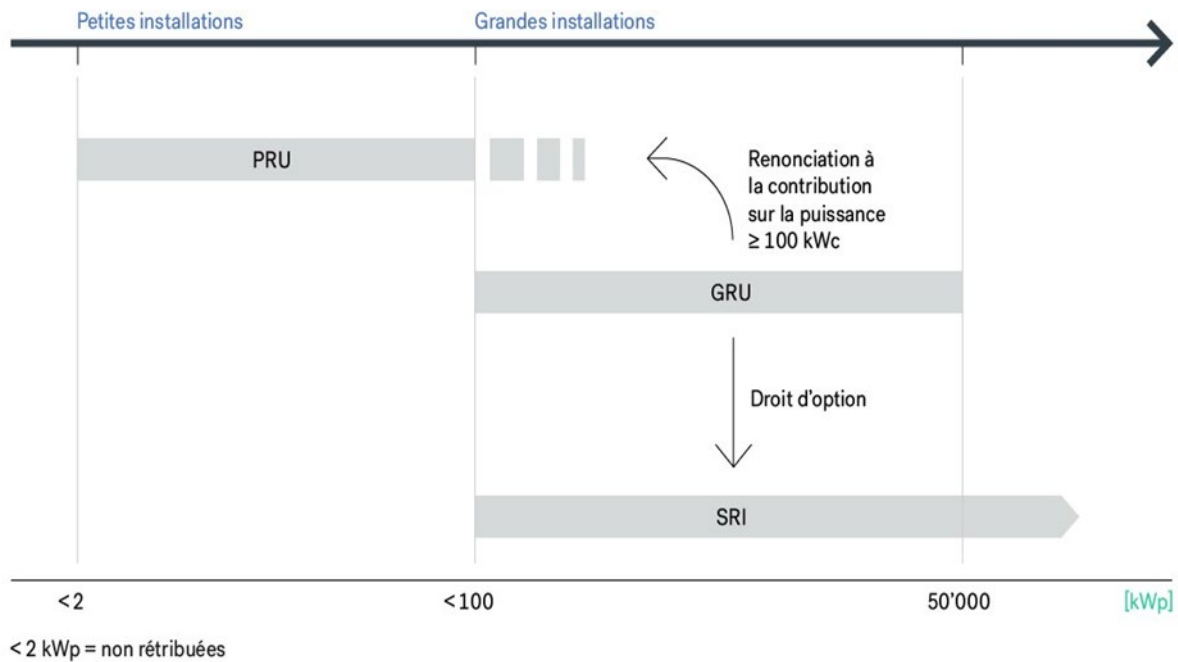 Petites installations
Grandes installations
PRU
Renonciation à
la contribution
sur la puissance
≥ 100 kWc
GRU
Droit d'option
SRI
<2
<100
50'000
[kWp]
< 2 kWp = non rétribuées